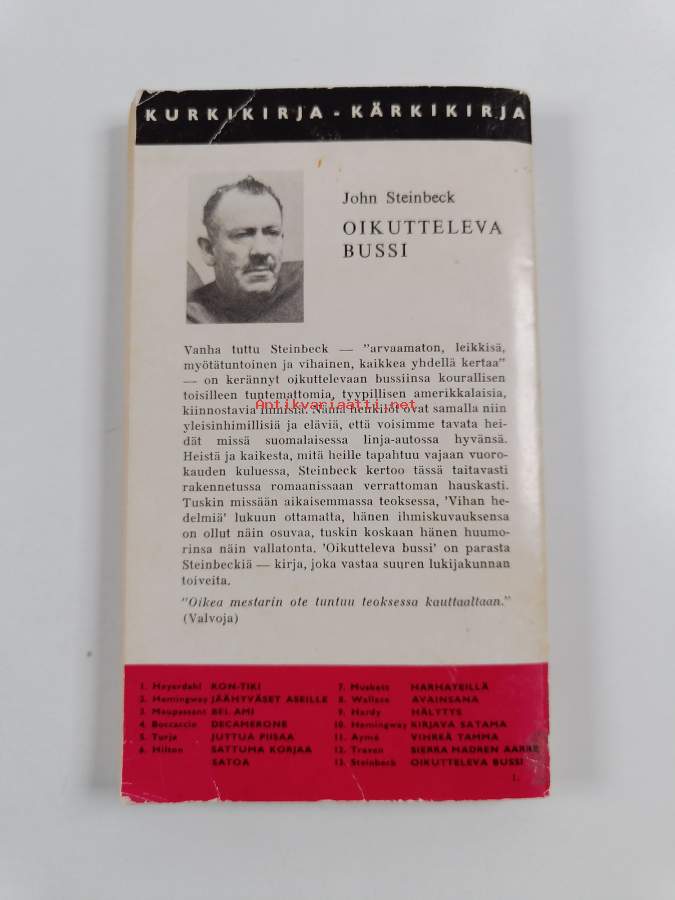 KURKIKIRJA - KÄRKIKIRJA
John Steinbeck
OIKUTTELEVA
BUSSI
Vanha tuttu Steinbeck — "arvaamaton, leikkisä,
myötätuntoinen ja vihainen, kaikkea yhdellä kertaa"
— on kerännyt oikuttelevaan bussiinsa kourallisen
toisilleen tuntemattomia, tyypillisen amerikkalaisia,
kiinnostavia ihmisiä. Nämä henkilöt ovat samalla niin
Antikvariaatti.net
yleisinhimillisiä ja eläviä, että voisimme tavata hei-
dät missä suomalaisessa linja-autossa hyvänsä.
Heistä ja kaikesta, mitä heille tapahtuu vajaan vuoro-
kauden kuluessa, Steinbeck kertoo tässä taitavasti
rakennetussa romaanissaan verrattoman hauskasti.
Tuskin missään aikaisemmassa teoksessa, 'Vihan he-
delmiä' lukuun ottamatta, hänen ihmiskuvauksensa
on ollut näin osuvaa, tuskin koskaan hänen huumo-
rinsa näin vallatonta. 'Oikutteleva bussi' on parasta
Steinbeckiä — kirja, joka vastaa suuren lukijakunnan
toiveita.
"Oikea mestarin ote tuntuu teoksessa kauttaaltaan."
(Valvoja)
1. Heyerdahl KON-TIKI
2. Hemingway JÄÄHYVÄSET ASEILLE
3. Maupassant BEL AMI
4. Boccaccio DECAMERONE
5. Turja JUTTUA PIISAA
6. Hilton SATTUMA KORJAA
SATOA
7. Muskett HARHATEILLÄ
8. Wallace AVAINSANA
9. Hardy HÄLYTYS
10. Hemingway KIRJAVA SATAMA
11. Aymé VIHREÄ TAMMA
12. Traven SIERRA MADREN AARRE
13. Steinbeck OIKUTTELEVA BUSSI
1.